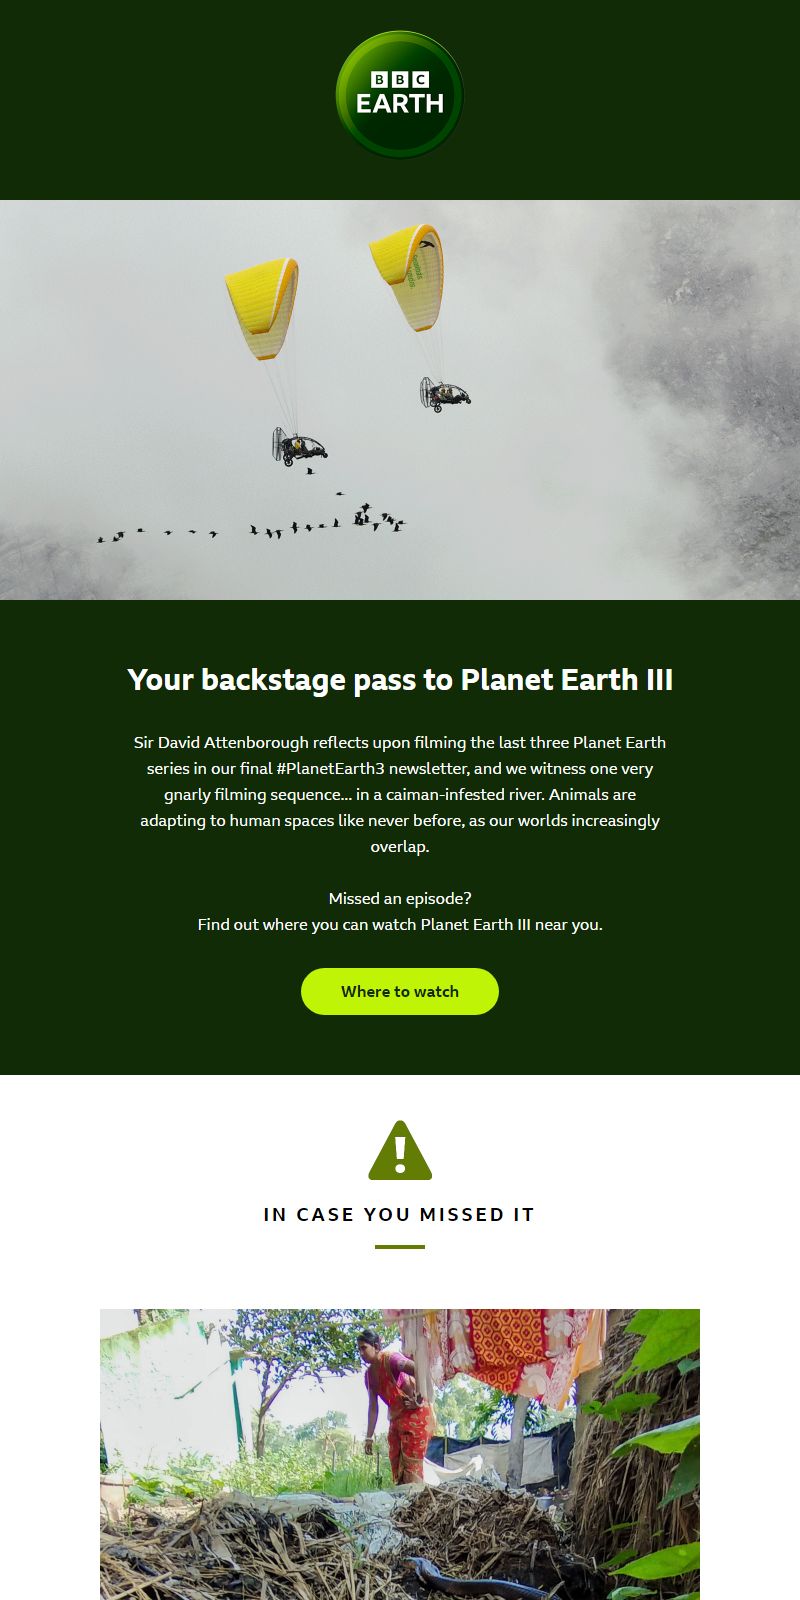 BBC
EARTH
Your backstage pass to Planet Earth III
Sir David Attenborough reflects upon filming the last three Planet Earth
series in our final #PlanetEarth3 newsletter, and we witness one very
gnarly filming sequence... in a caiman-infested river. Animals are
adapting to human spaces like never before, as our worlds increasingly
overlap.
Missed an episode?
Find out where you can watch Planet Earth III near you.
Where to watch
IN CASE YOU MISSED IT